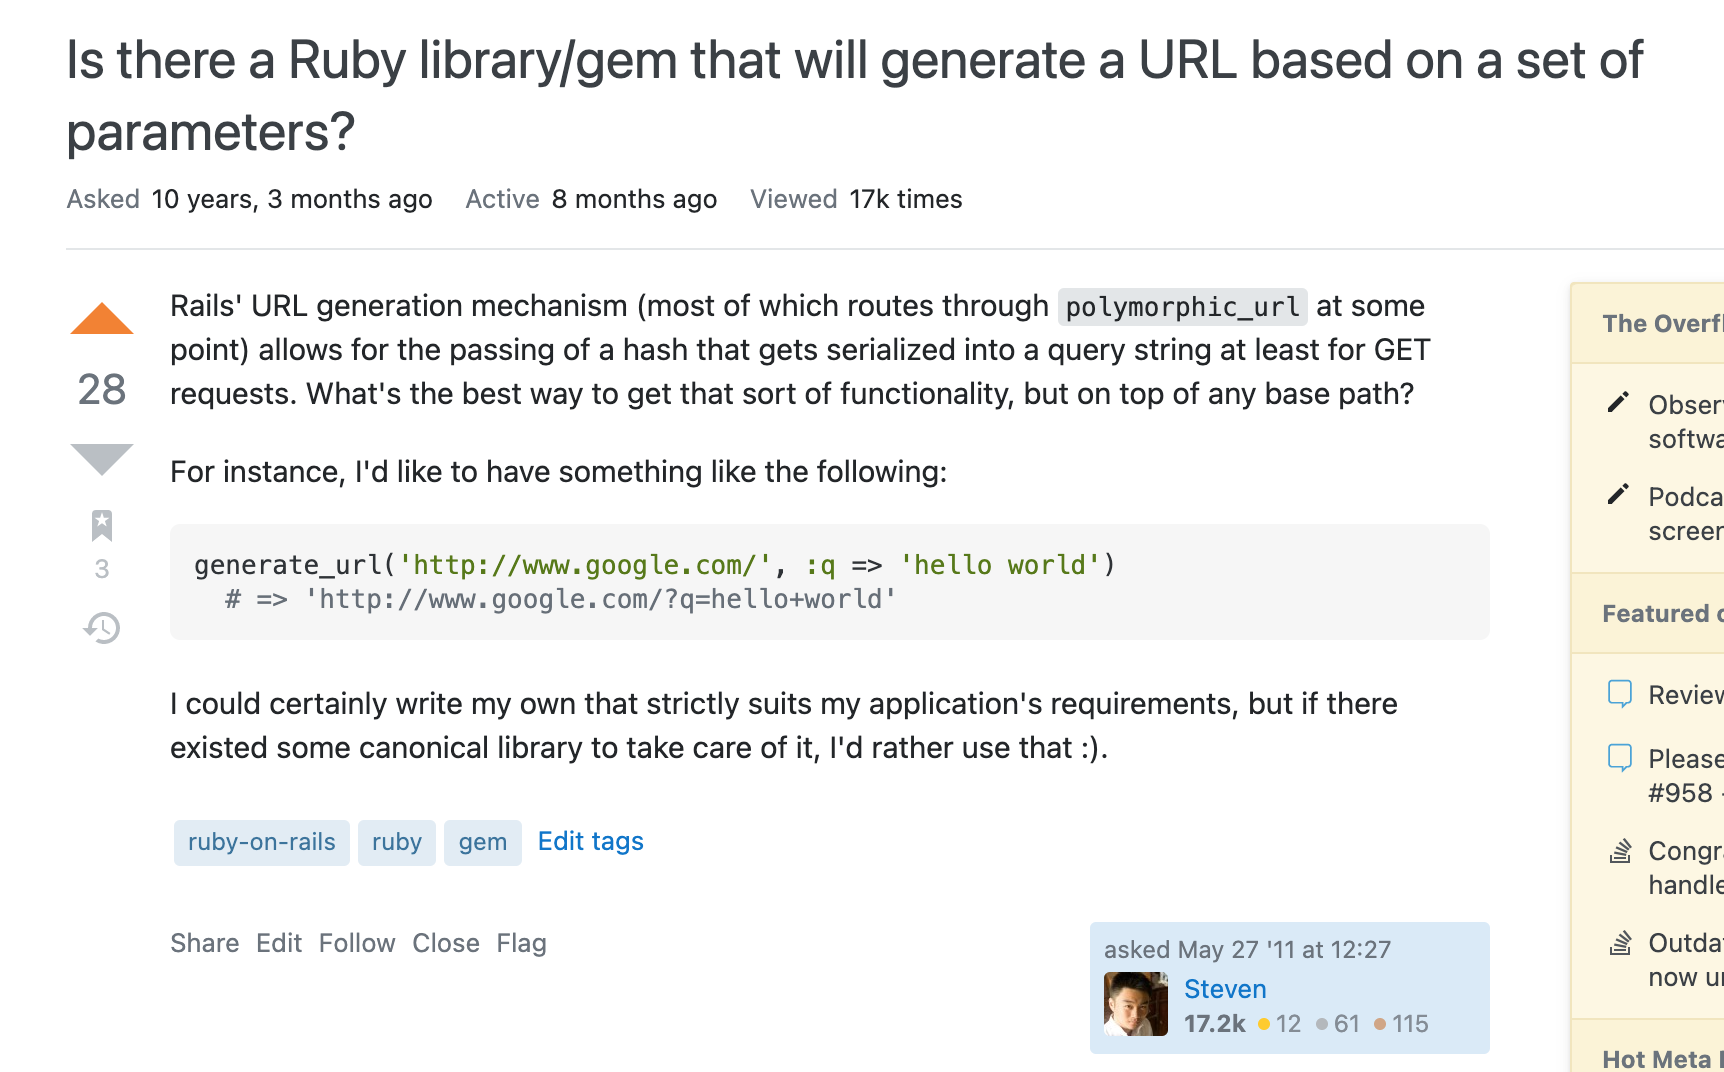 Is there a Ruby library/gem that will generate a URL based on a set of
parameters?
Asked 10 years, 3 months ago Active 8 months ago Viewed 17k times
28
3
Rails' URL generation mechanism (most of which routes through polymorphic_url at some
point) allows for the passing of a hash that gets serialized into a query string at least for GET
requests. What's the best way to get that sort of functionality, but on top of any base path?
For instance, I'd like to have something like the following:
generate_url('http://www.google.com/', :q => 'hello world')
# => 'http://www.google.com/?q=hello+world'
I could certainly write my own that strictly suits my application's requirements, but if there
existed some canonical library to take care of it, I'd rather use that :).
ruby-on-rails ruby gem Edit tags
Share Edit Follow Close Flag
asked May 27 '11 at 12:27
Steven
17.2k 12 61 115
The Overfl
Obser
softwa
Podca
screer
Featured
Review
Please
#958 -
Congra
handle
Outda
now
Hot Meta